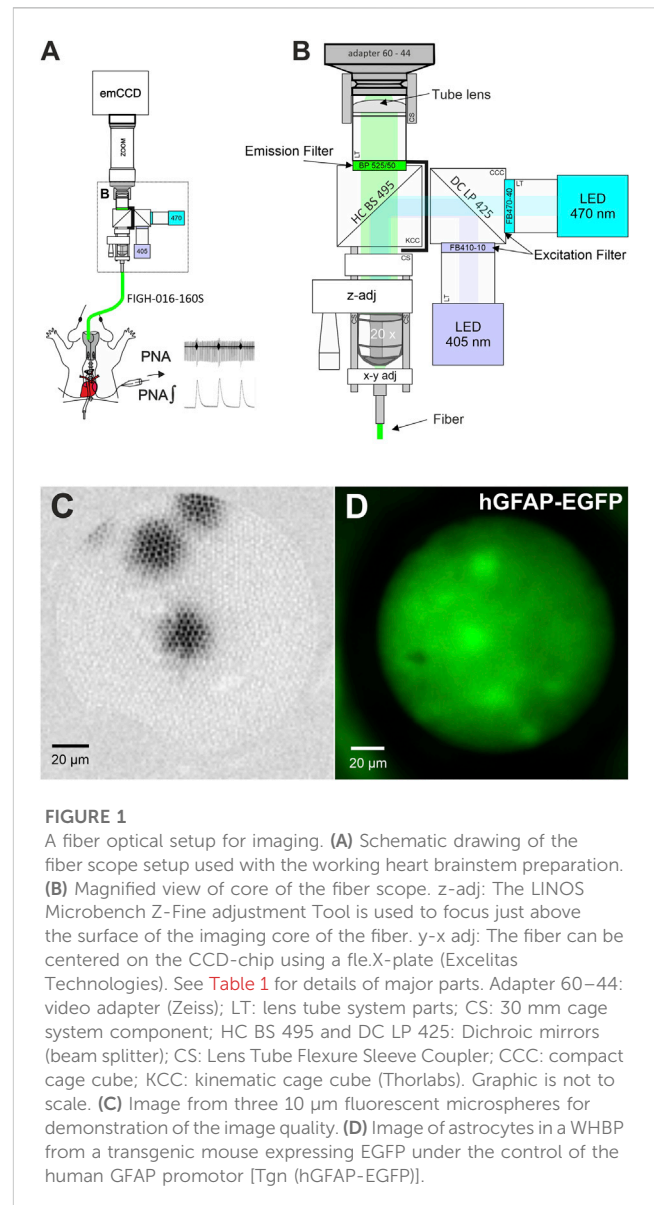 A
emCCD
ZOOM
B
470
405
FIGH-016-160S
PNA
PNA∫
B
adapter 60 - 44
Tube lens
CS
LT
Emission Filter
BP 525/50
HC BS 495
KCC
DC LP 425
CCC
LT
FB470-40
LED
470 nm
FB410-10
Excitation Filter
LT
LED
405 nm
CS
z-adj
20 x
x-y adj
Fiber
C
20 µm
D
hGFAP-EGFP
20 µm
FIGURE 1
A fiber optical setup for imaging. (A) Schematic drawing of the
fiber scope setup used with the working heart brainstem preparation.
(B) Magnified view of core of the fiber scope. z-adj: The LINOS
Microbench Z-Fine adjustment Tool is used to focus just above
the surface of the imaging core of the fiber. y-x adj: The fiber can be
centered on the CCD-chip using a fle.X-plate (Excelitas
Technologies). See Table 1 for details of major parts. Adapter 60–44:
video adapter (Zeiss); LT: lens tube system parts; CS: 30 mm cage
system component; HC BS 495 and DC LP 425: Dichroic mirrors
(beam splitter); CS: Lens Tube Flexure Sleeve Coupler; CCC: compact
cage cube; KCC: kinematic cage cube (Thorlabs). Graphic is not to
scale. (C) Image from three 10 µm fluorescent microspheres for
demonstration of the image quality. (D) Image of astrocytes in a WHBP
from a transgenic mouse expressing EGFP under the control of the
human GFAP promotor [Tgn (hGFAP-EGFP)].